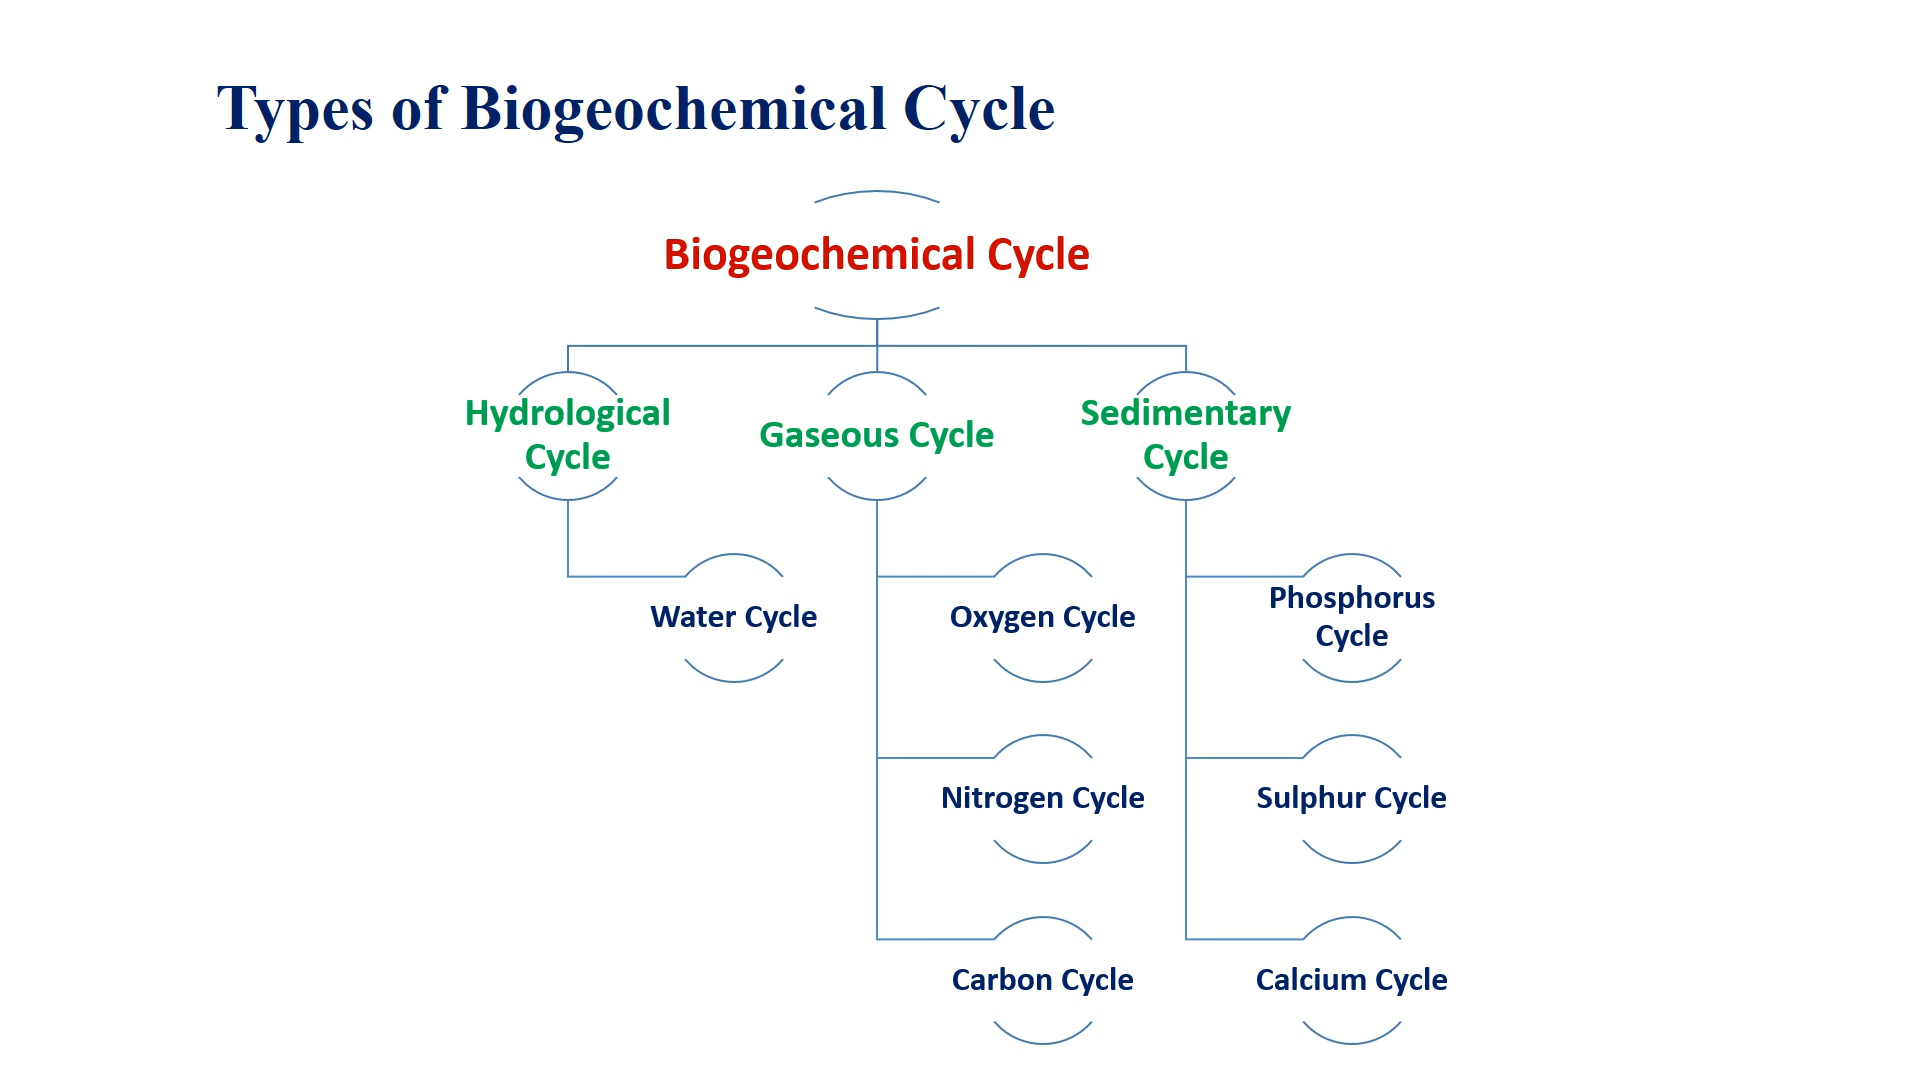 Types of Biogeochemical Cycle
Biogeochemical Cycle
Hydrological
Cycle
Gaseous Cycle
Sedimentary
Cycle
Water Cycle
Oxygen Cycle
Phosphorus
Cycle
Nitrogen Cycle
Sulphur Cycle
Carbon Cycle
Calcium Cycle